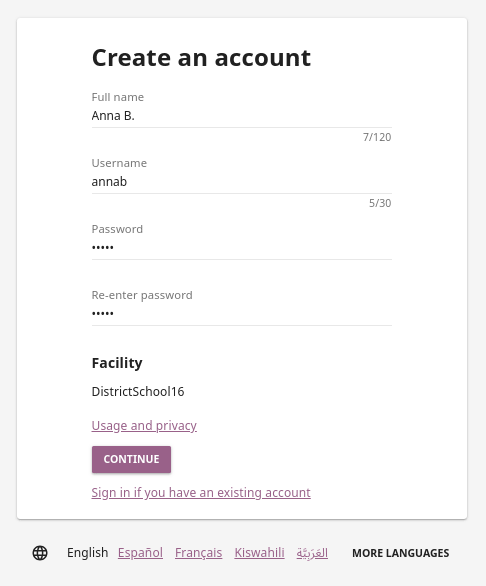 Create an account
Full name
Anna B.
7/120
Username
annab
5/30
Password
•••••
Re-enter password
•••••
Facility
DistrictSchool16
Usage and privacy
CONTINUE
Sign in if you have an existing account
English Español Français Kiswahili العَرَبِيَّة MORE LANGUAGES